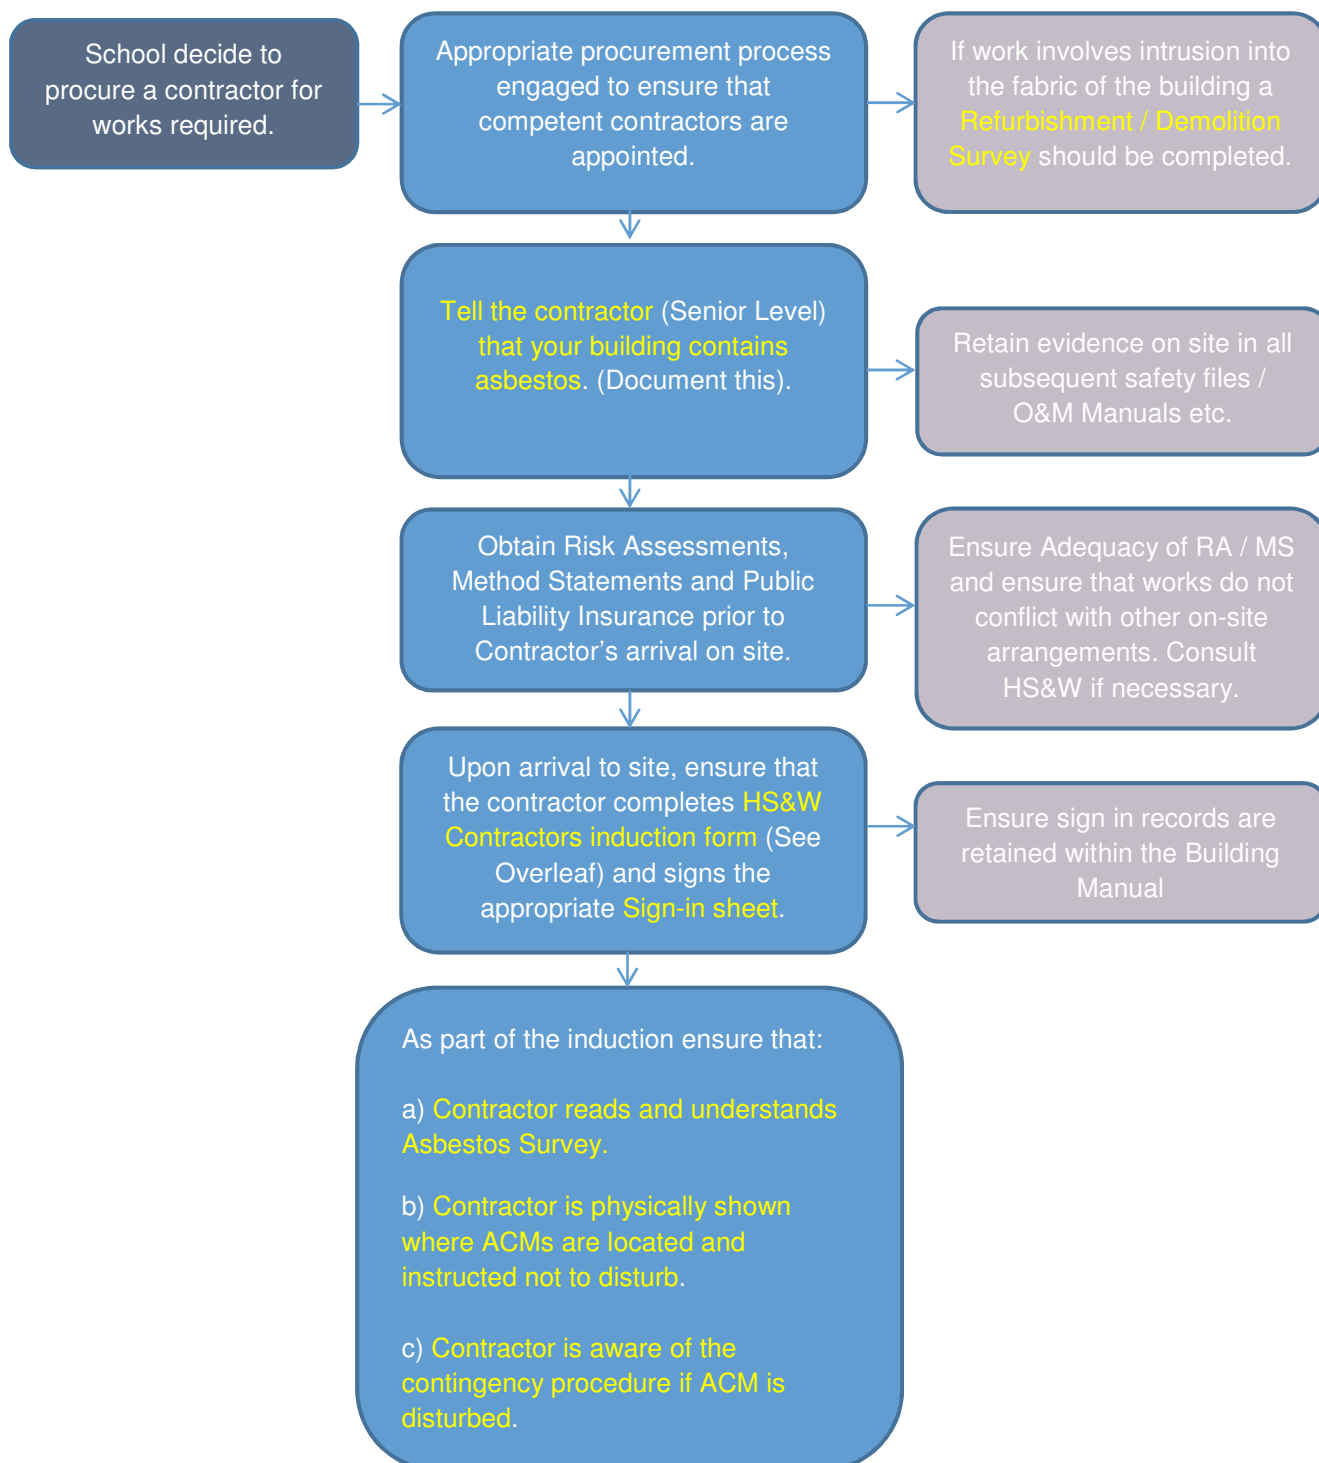 School decide to
procure a contractor for
works required.
Appropriate procurement process
engaged to ensure that
competent contractors are
appointed.
If work involves intrusion into
the fabric of the building a
Refurbishment / Demolition
Survey should be completed.
Tell the contractor (Senior Level)
that your building contains
asbestos. (Document this).
Retain evidence on site in all
subsequent safety files /
O&M Manuals etc.
Obtain Risk Assessments,
Method Statements and Public
Liability Insurance prior to
Contractor’s arrival on site.
Ensure Adequacy of RA / MS
and ensure that works do not
conflict with other on-site
arrangements. Consult
HS&W if necessary.
Upon arrival to site, ensure that
the contractor completes HS&W
Contractors induction form (See
Overleaf) and signs the
appropriate Sign-in sheet.
Ensure sign in records are
retained within the Building
Manual
As part of the induction ensure that:
a) Contractor reads and understands
Asbestos Survey.
b) Contractor is physically shown
where ACMs are located and
instructed not to disturb.
c) Contractor is aware of the
contingency procedure if ACM is
disturbed.